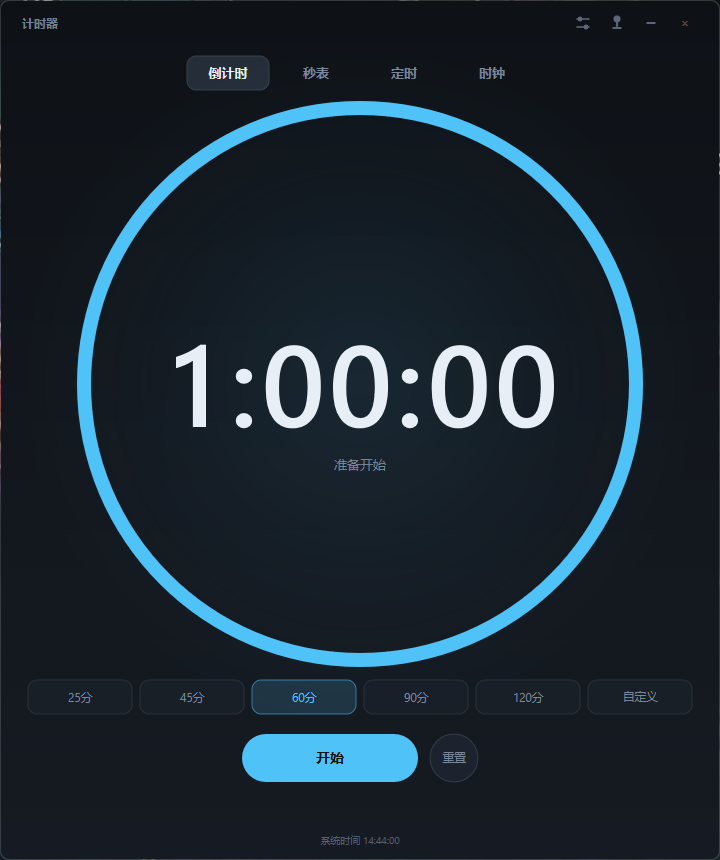 计时器
倒计时 秒表 定时 时钟
1:00:00
准备开始
25分 45分 60分 90分 120分 自定义
开始 重置
系统时间 14:44:00